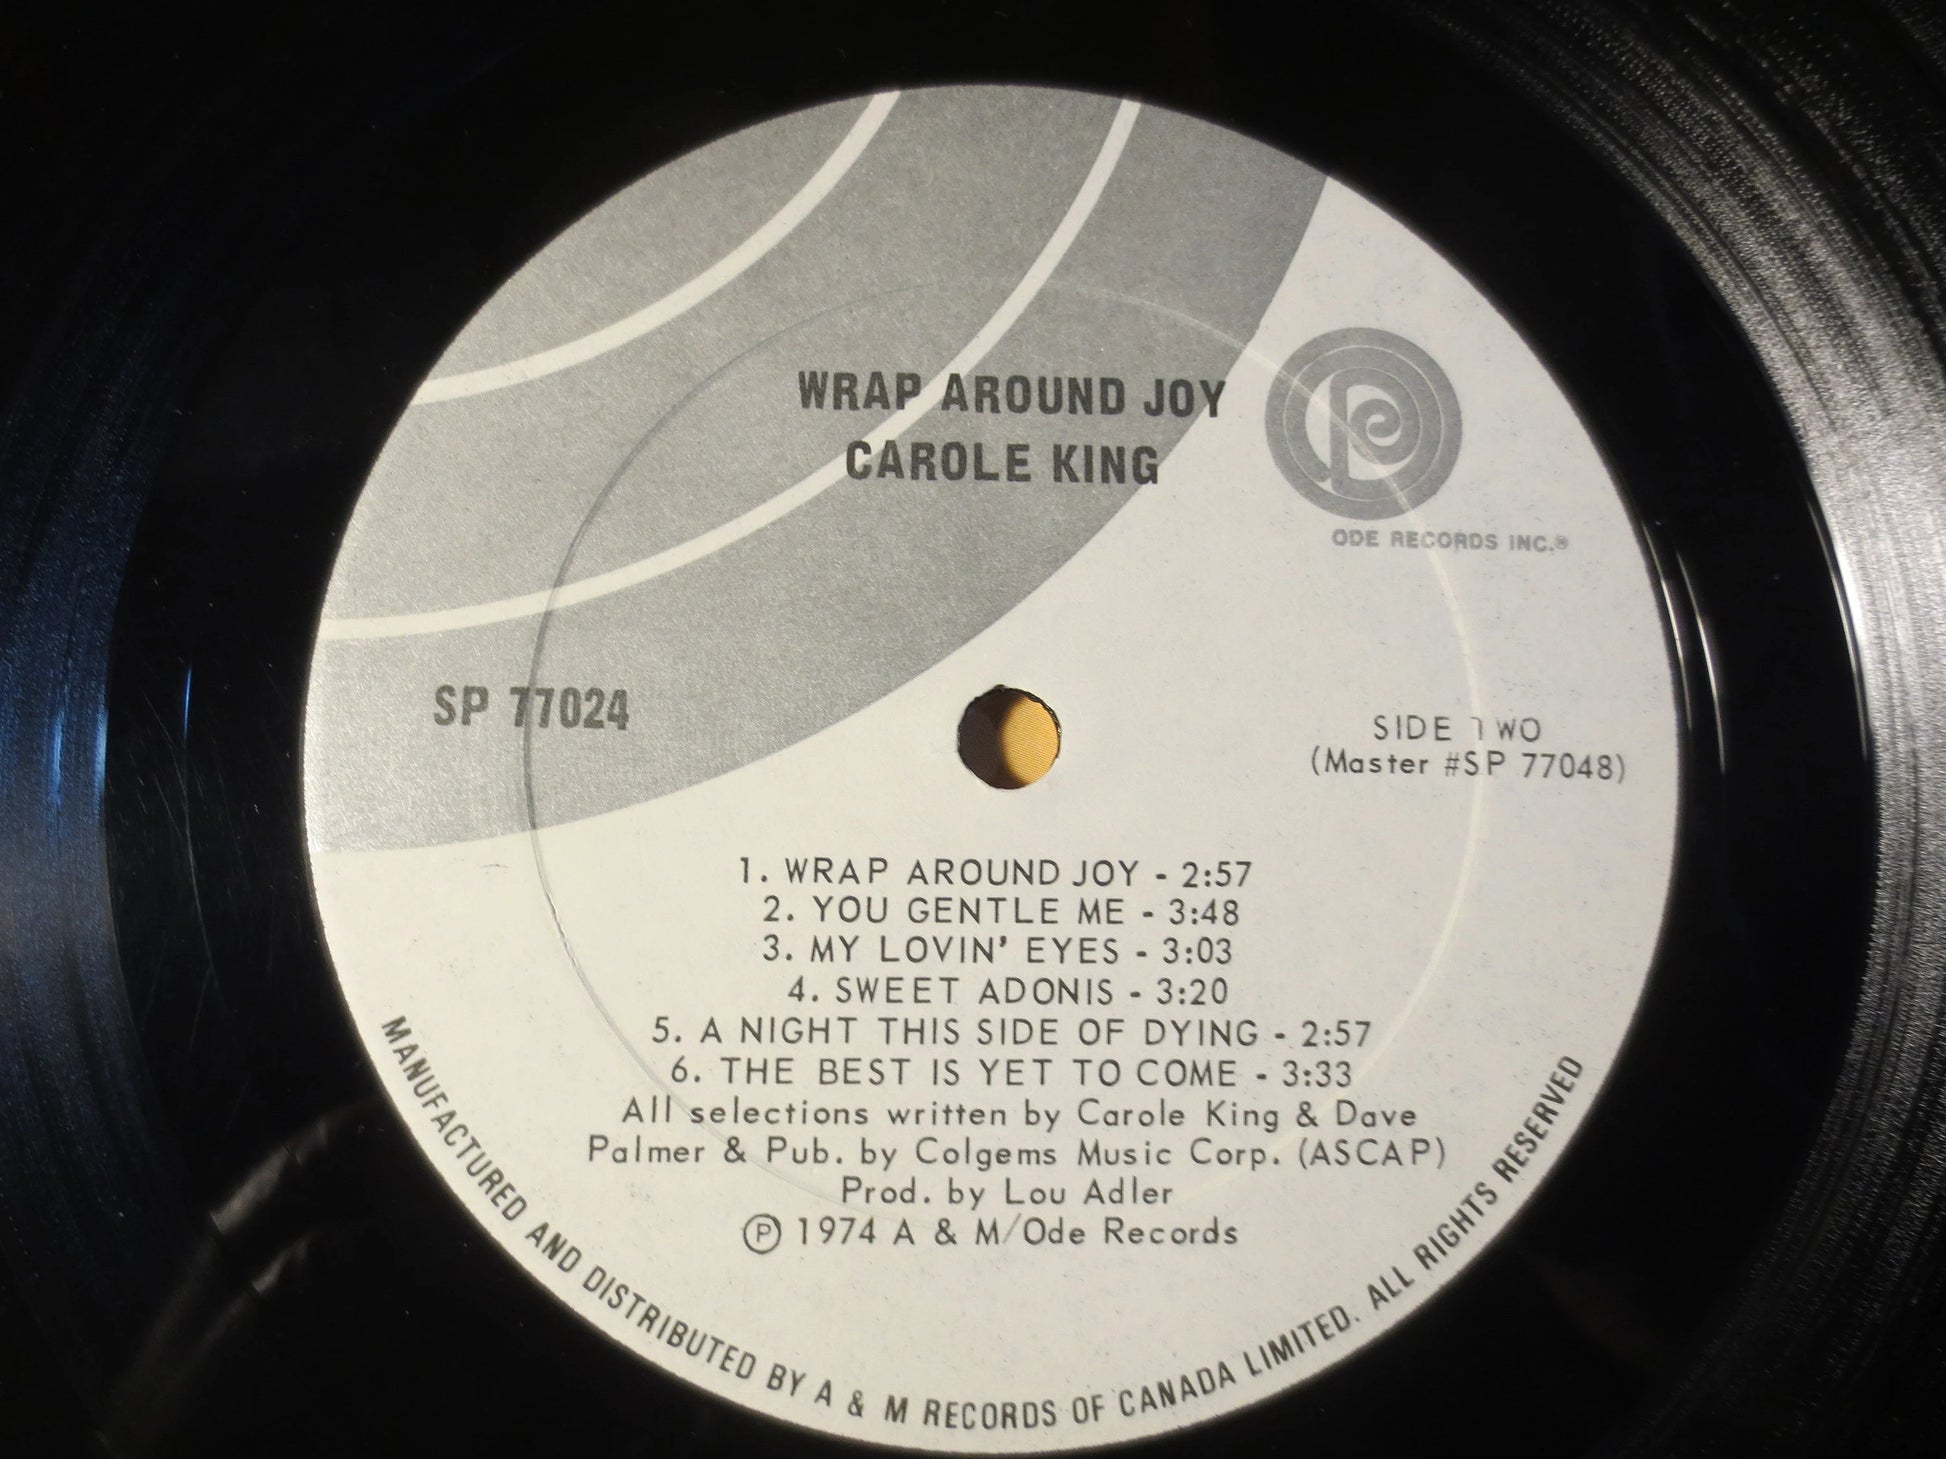 WRAP AROUND JOY
CAROLE KING
ODE RECORDS INC.®
SP 77024
SIDE TWO
(Master #SP 77048)
1. WRAP AROUND JOY - 2:57
2. YOU GENTLE ME - 3:48
3. MY LOVIN' EYES - 3:03
4. SWEET ADONIS - 3:20
5. A NIGHT THIS SIDE OF DYING - 2:57
6. THE BEST IS YET TO COME - 3:33
All selections written by Carole King & Dave
Palmer & Pub. by Colgems Music Corp. (ASCAP)
Prod. by Lou Adler
℗ 1974 A & M/Ode Records
MANUFACTURED AND DISTRIBUTED BY A & M RECORDS OF CANADA LIMITED. ALL RIGHTS RESERVED